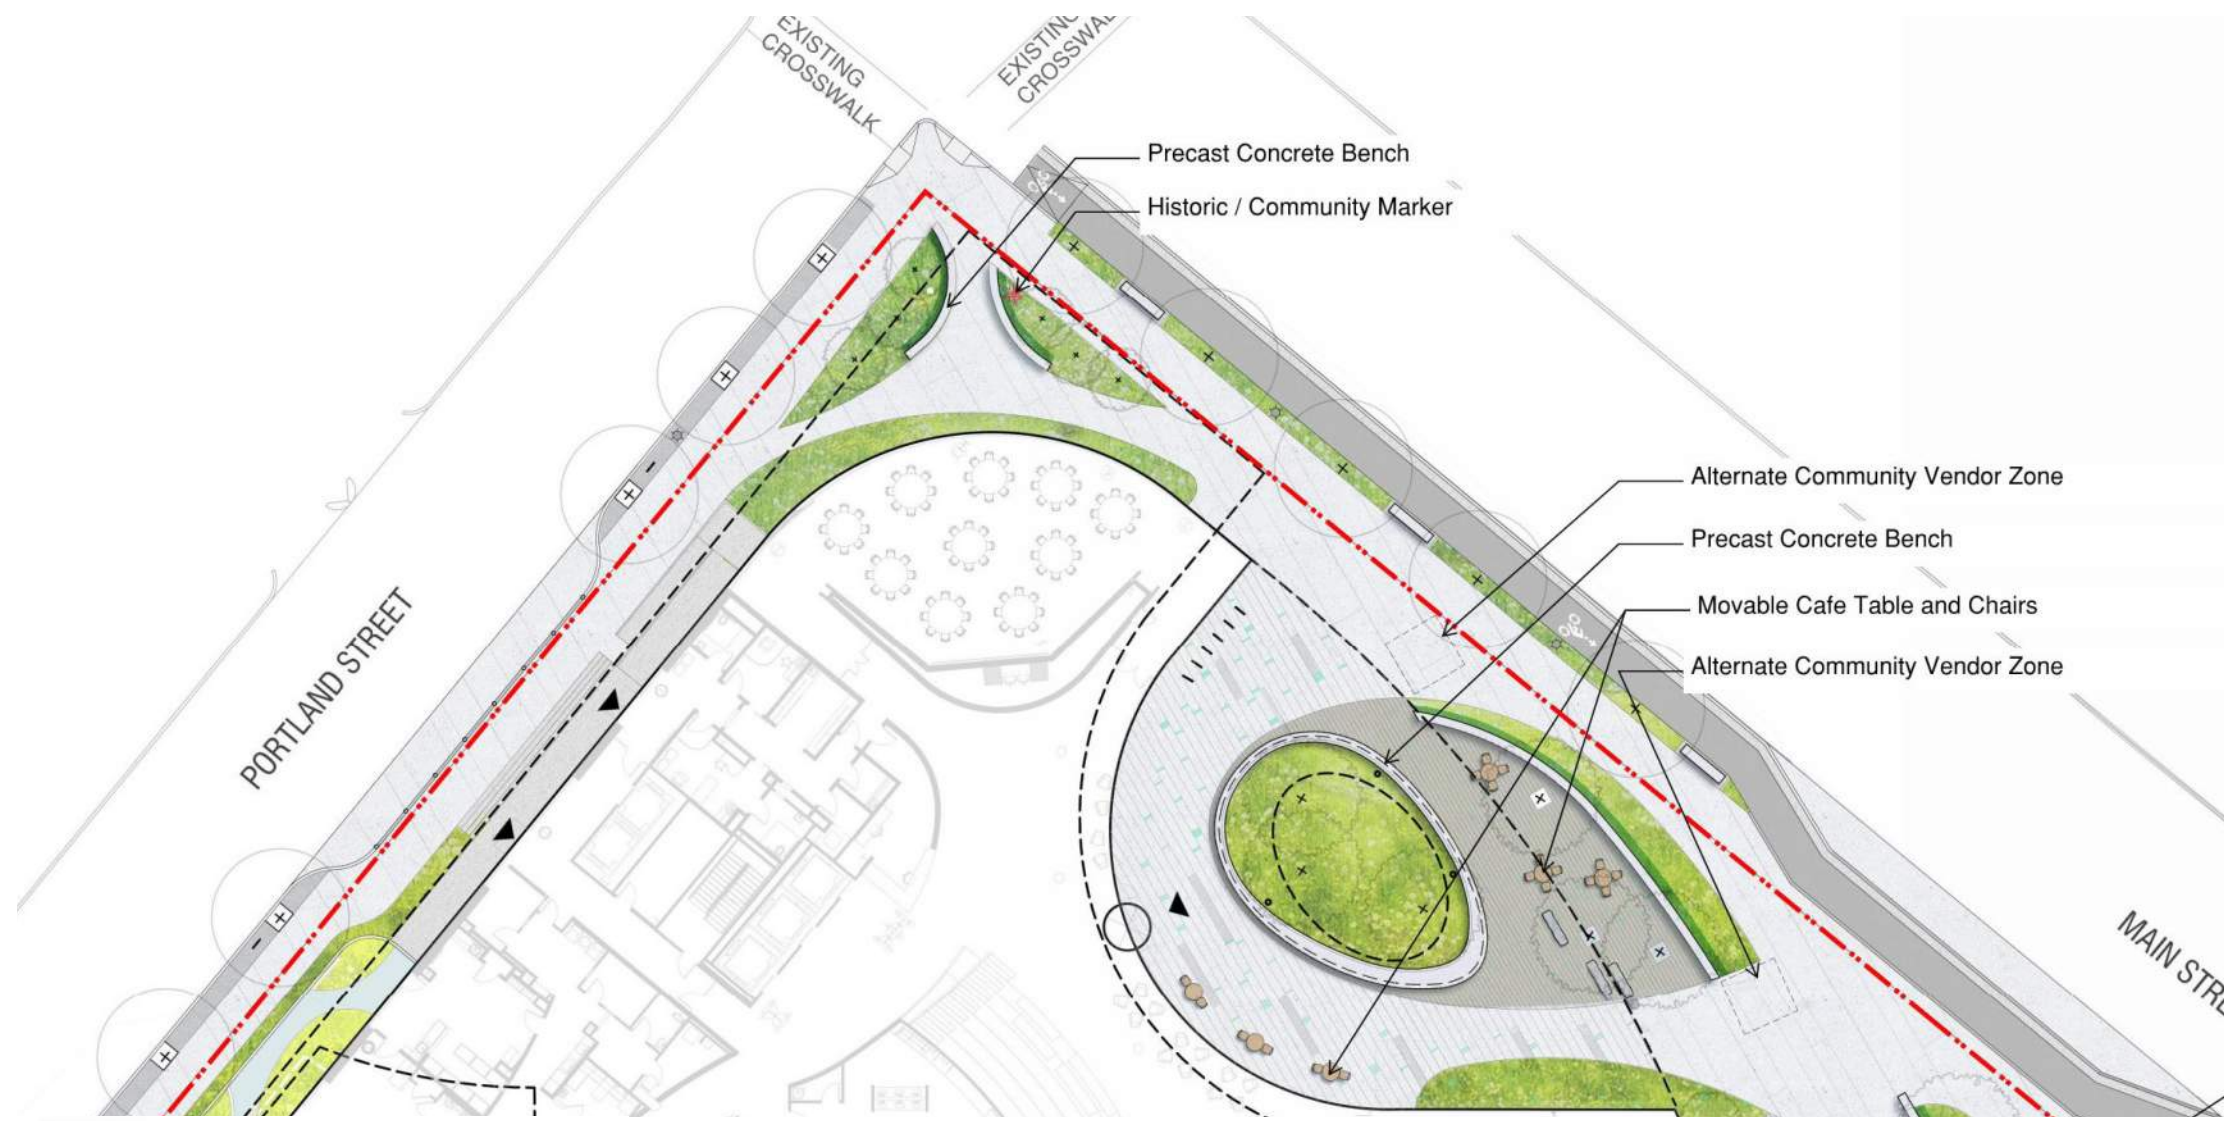 EXISTING
CROSSWALK
EXISTING
Precast Concrete Bench
Historic / Community Marker
Alternate Community Vendor Zone
Precast Concrete Bench
Movable Cafe Table and Chairs
Alternate Community Vendor Zone
PORTLAND STREET
MAIN